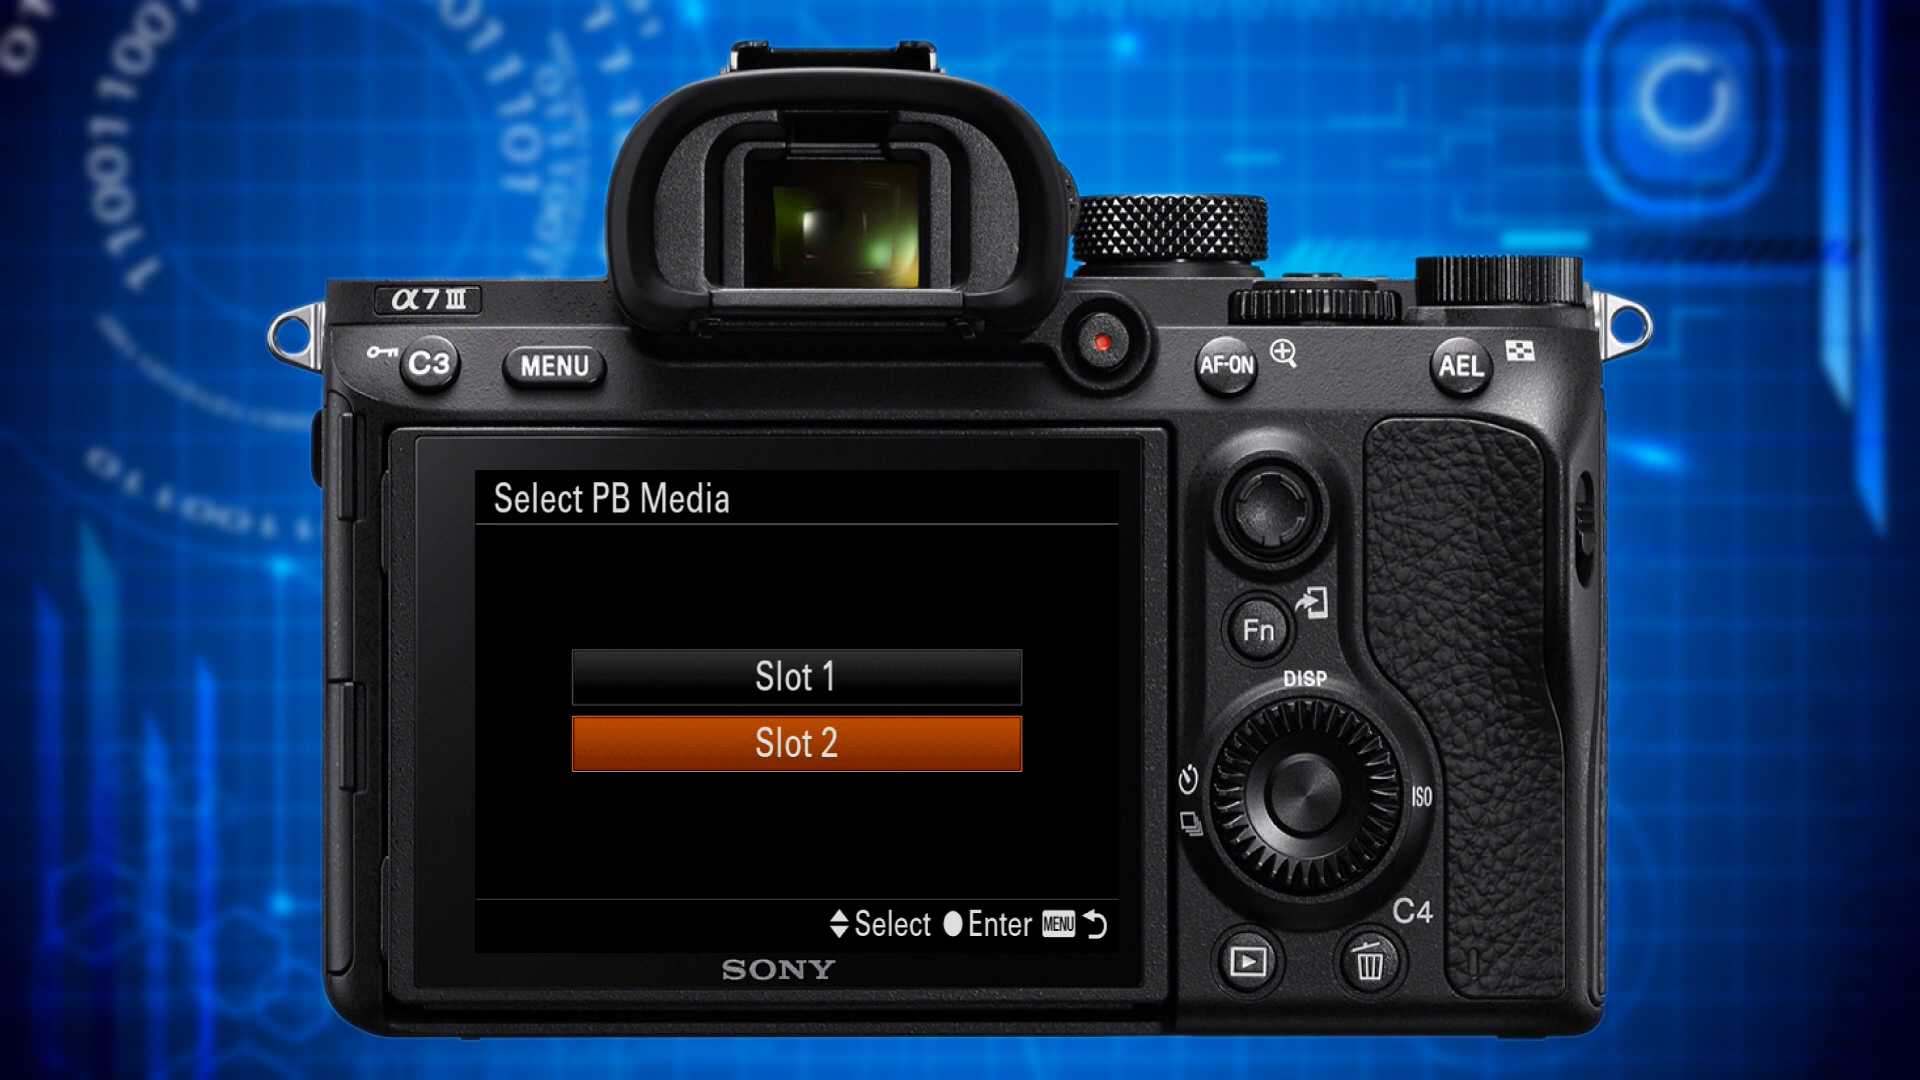 α7III
C3
MENU
AF-ON
AEL
Select PB Media
Slot 1
Slot 2
Select Enter MENU
SONY
Fn
DISP
ISO
C4